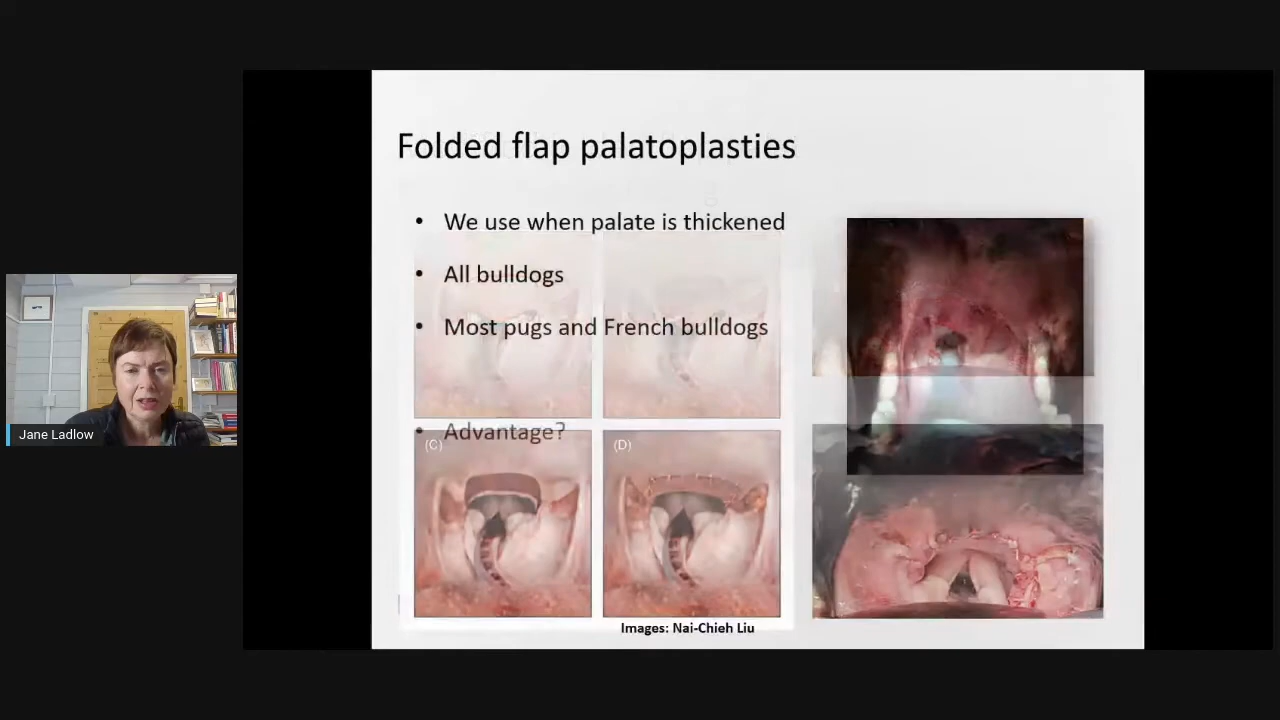 Folded flap palatoplasties
• We use when palate is thickened
• All bulldogs
• Most pugs and French bulldogs
• Advantage?
(C)
(D)
Images: Nai-Chieh Liu
Jane Ladlow